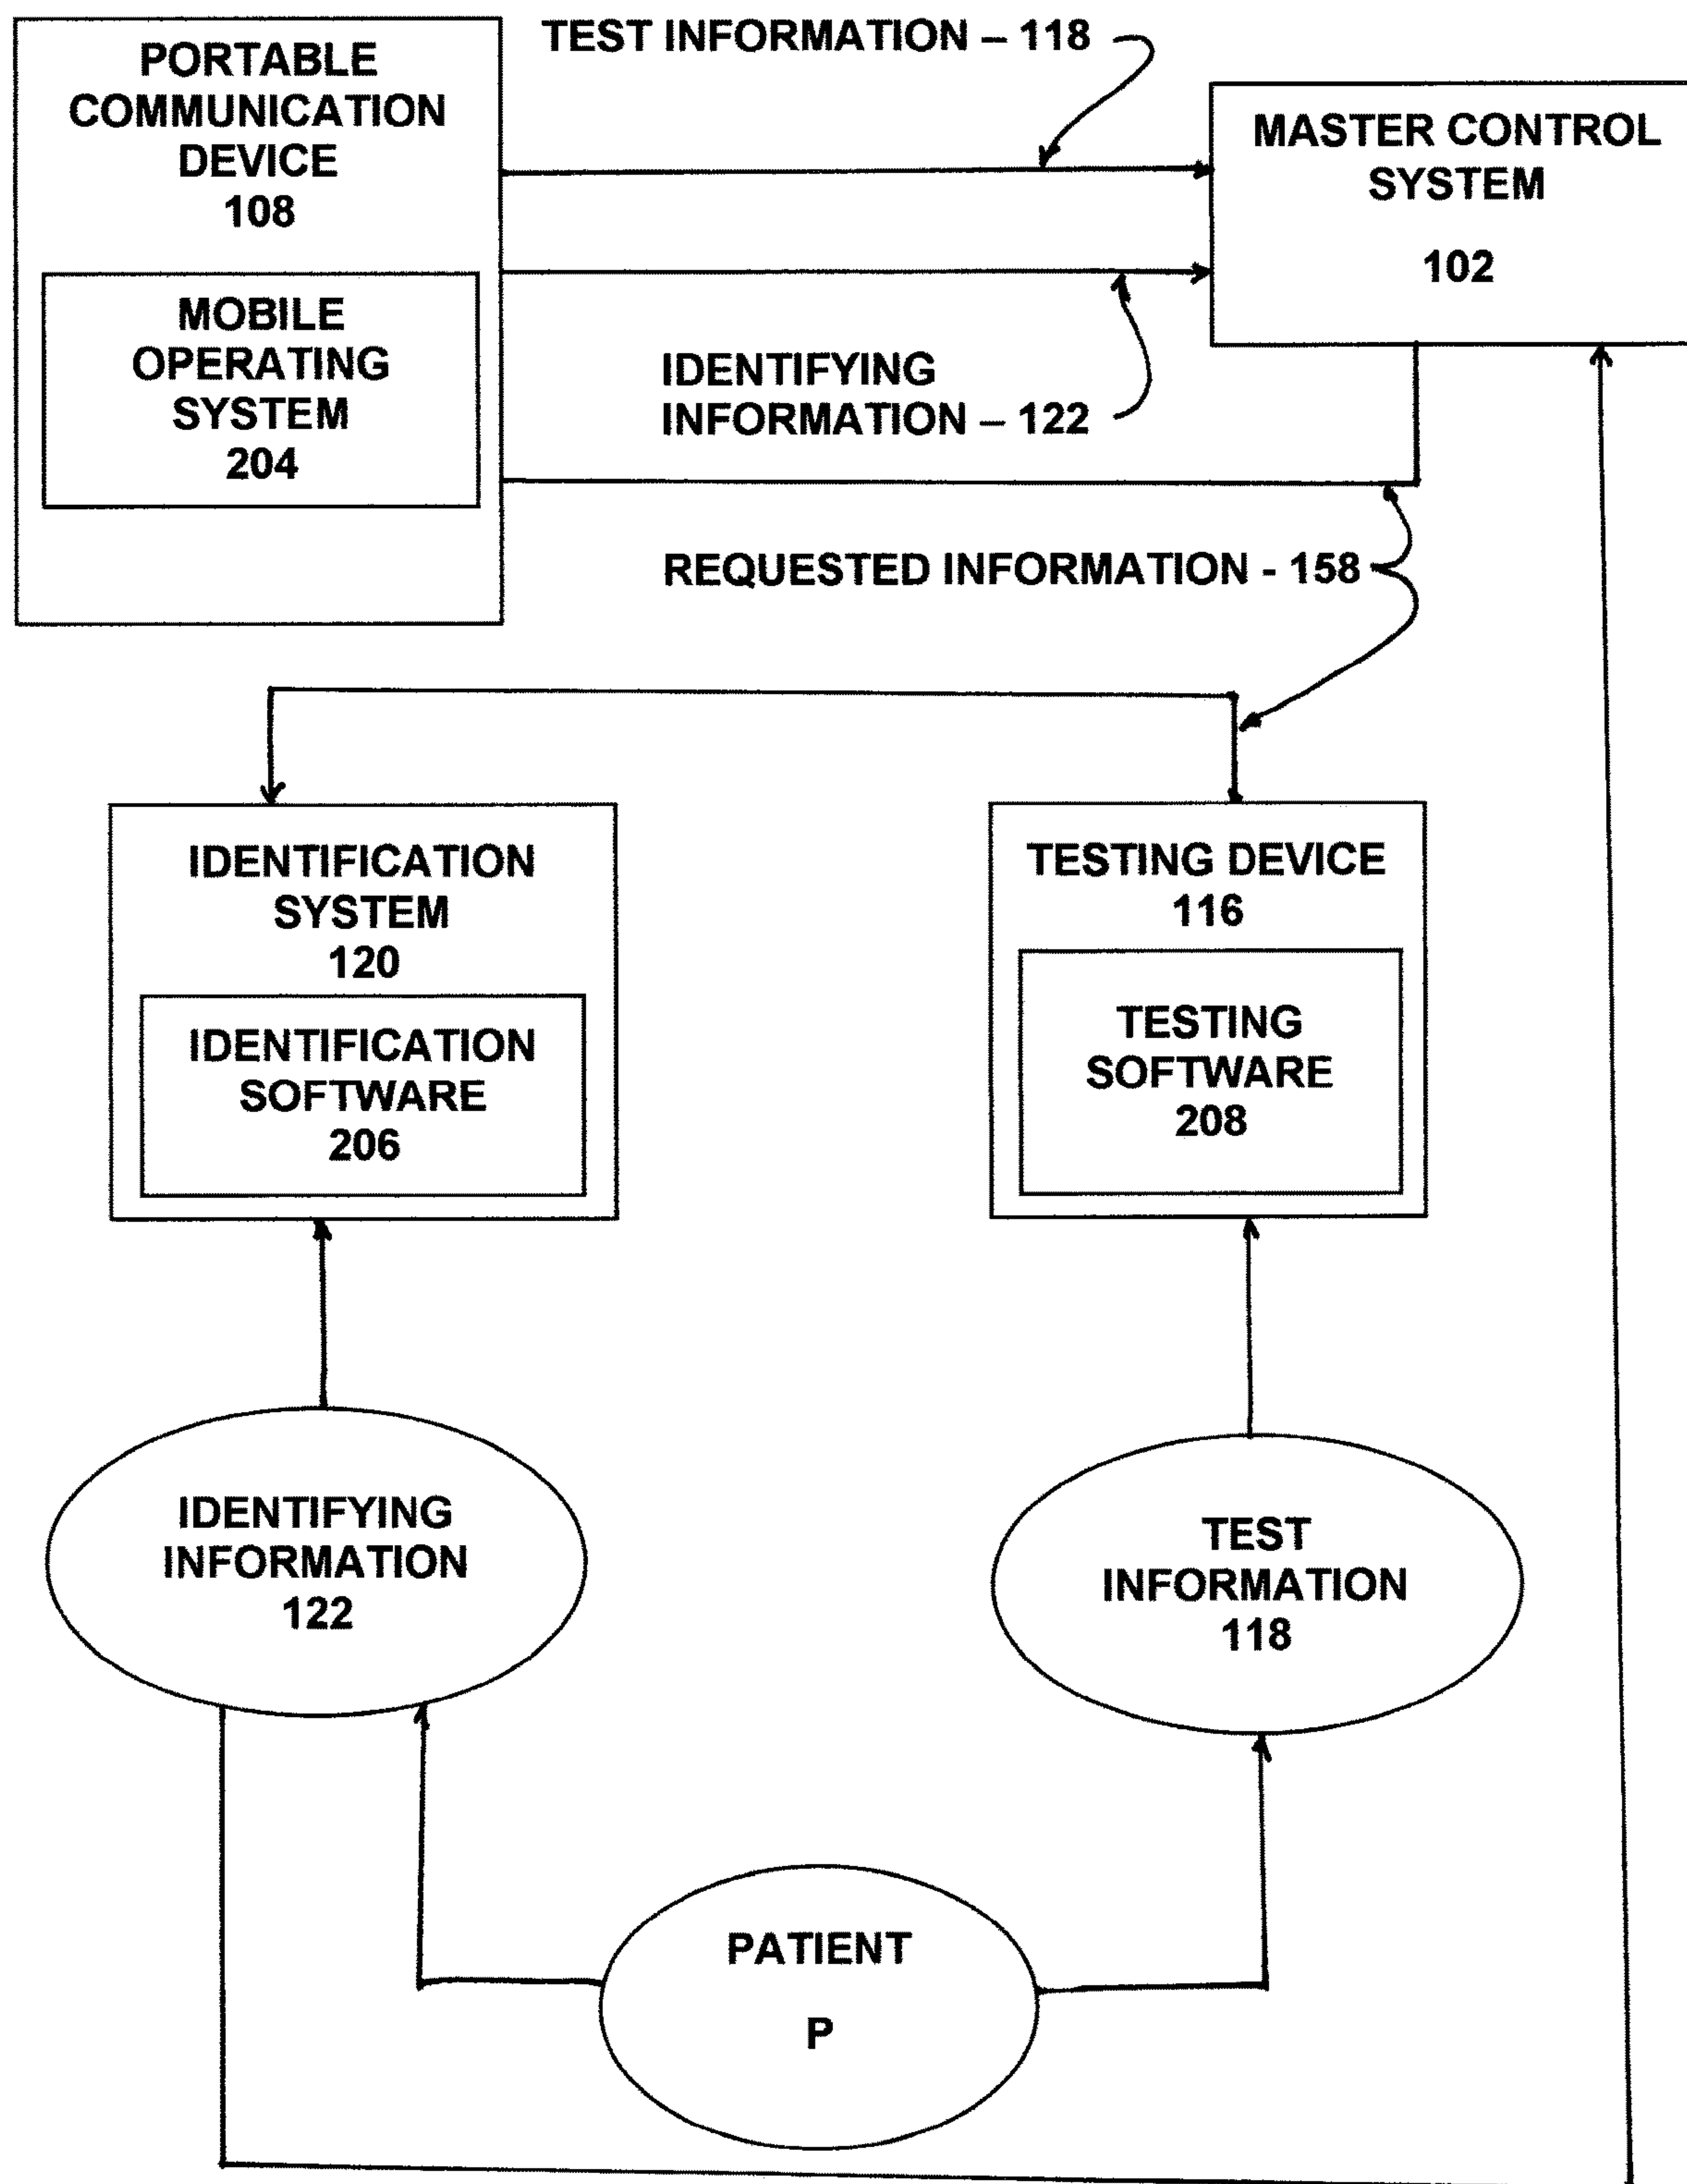 TEST INFORMATION – 118
PORTABLE
COMMUNICATION
DEVICE
108
MASTER CONTROL
SYSTEM
102
MOBILE
OPERATING
SYSTEM
204
IDENTIFYING
INFORMATION – 122
REQUESTED INFORMATION - 158
IDENTIFICATION
SYSTEM
120
IDENTIFICATION
SOFTWARE
206
TESTING DEVICE
116
TESTING
SOFTWARE
208
IDENTIFYING
INFORMATION
122
TEST
INFORMATION
118
PATIENT
P